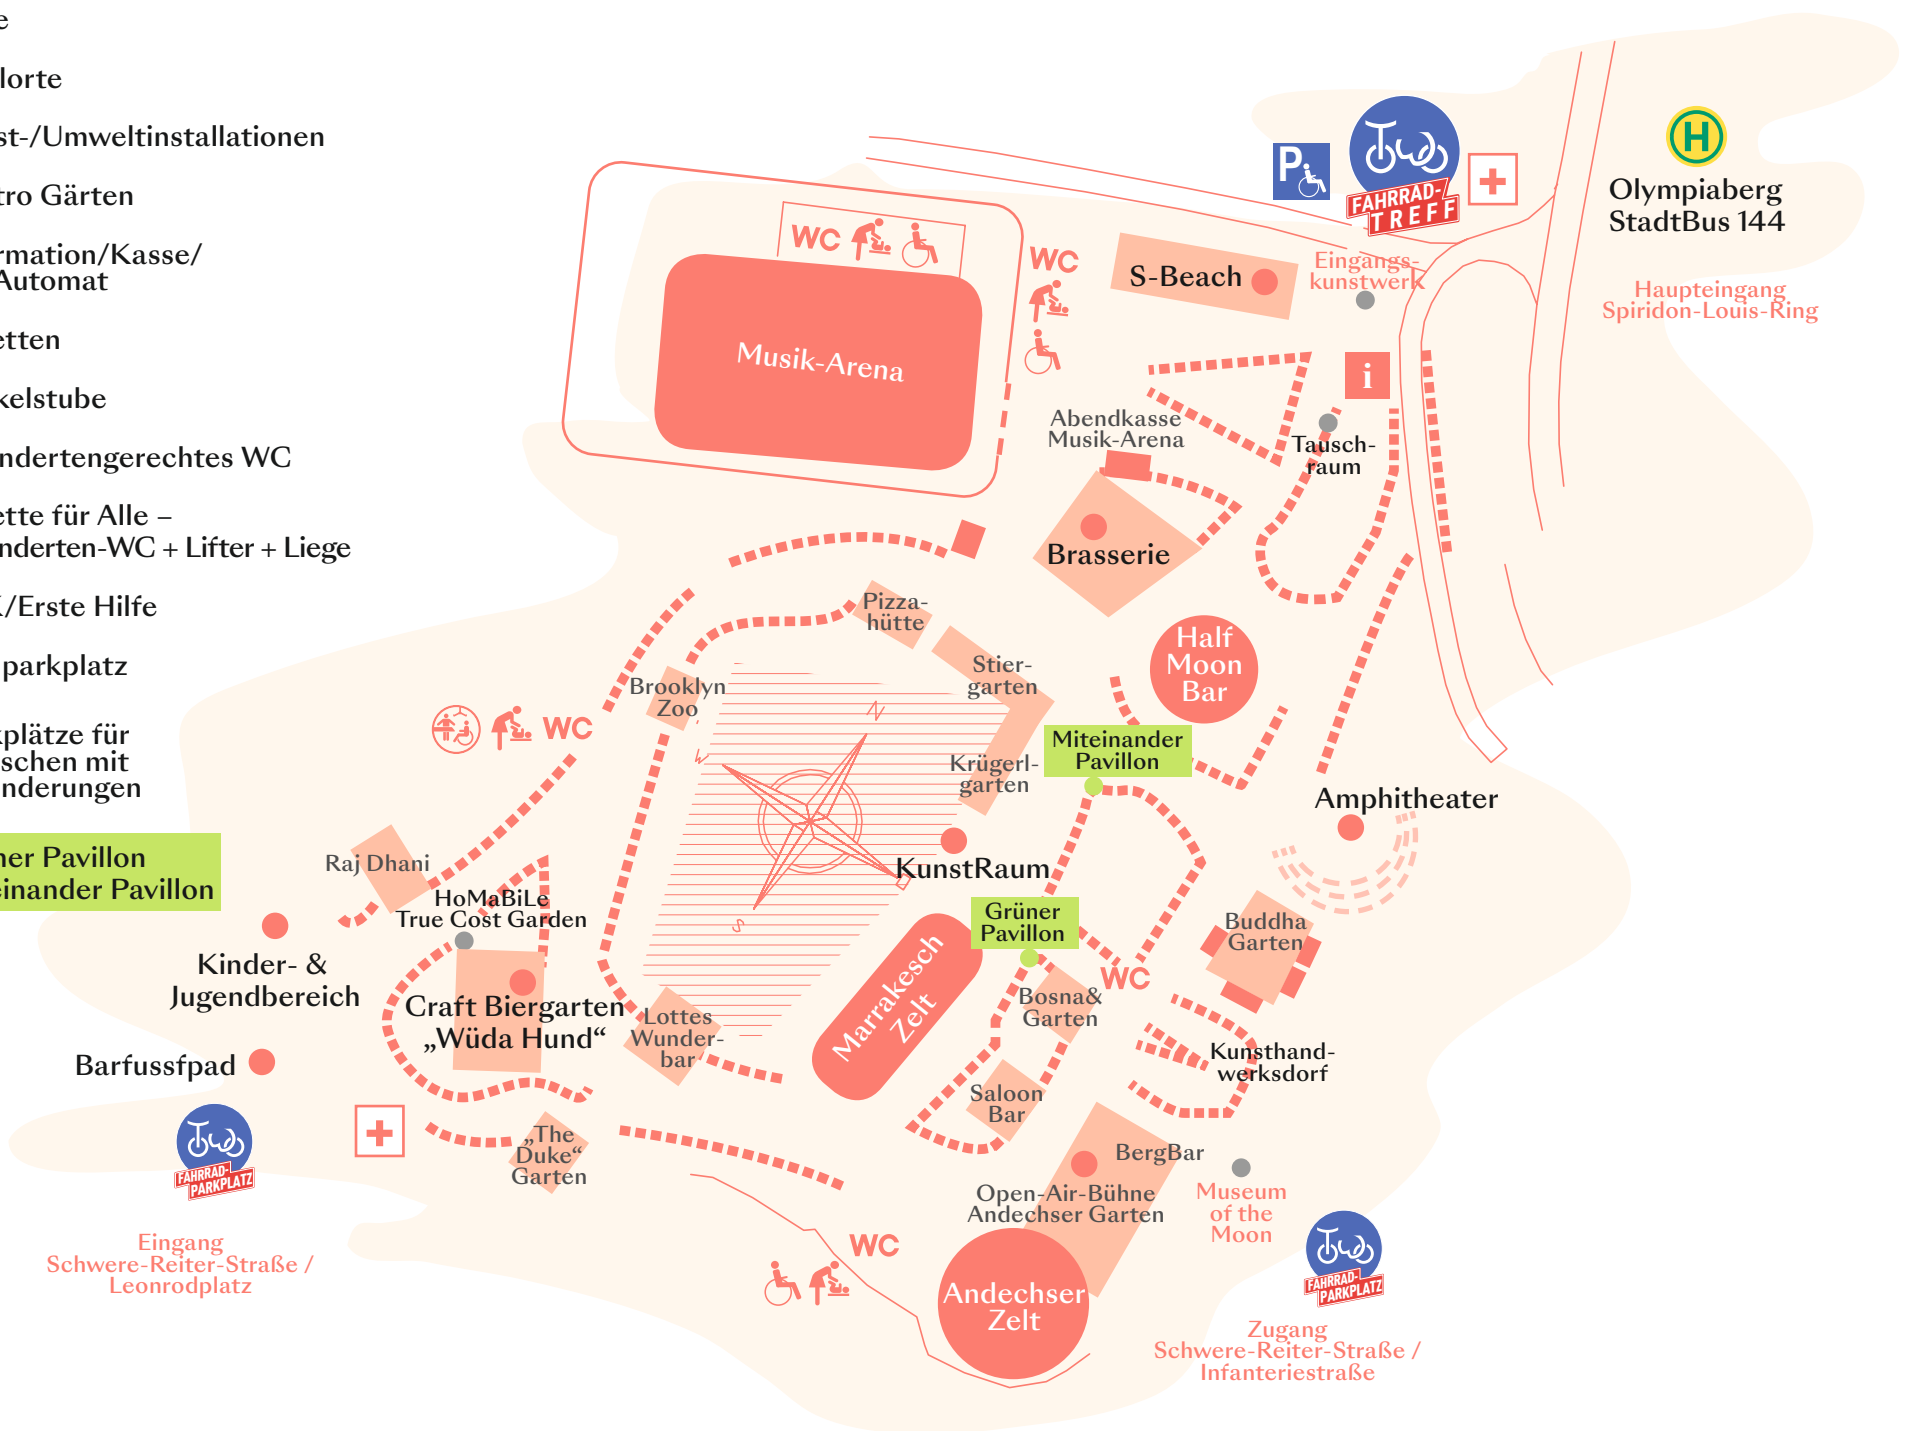 e
lorte
st-/Umweltinstallationen
tro Gärten
rmation/Kasse/
Automat
etten
kelstube
ndertengerechtes WC
ette für Alle –
nderten-WC + Lifter + Liege
K/Erste Hilfe
parkplatz
plätze für
schen mit
nderungen
ner Pavillon
einander Pavillon
P
TWO
FAHRRAD-
TREFF
H
Olympiaberg
StadtBus 144
Haupteingang
Spiridon-Louis-Ring
WC
Musik-Arena
WC
S-Beach
Eingangs-
kunstwerk
i
Abendkasse
Musik-Arena
Tausch-
raum
Brasserie
Pizza-
hütte
Half
Moon
Bar
Stier-
garten
Brooklyn
Zoo
N
W
S
WC
Miteinander
Pavillon
Krügerl-
garten
Amphitheater
KunstRaum
Raj Dhani
HoMaBiLe
True Cost Garden
Grüner
Pavillon
Buddha
Garten
Kinder- &
Jugendbereich
Marrakesch
Zelt
WC
Craft Biergarten
„Wüda Hund“
Lottes
Wunder-
bar
Bosna&
Garten
Barfussfpad
Kunsthand-
werksdorf
Saloon
Bar
„The
Duke“
Garten
BergBar
Open-Air-Bühne
Andechser Garten
Museum
of the
Moon
TWO
FAHRRAD-
PARKPLATZ
Eingang
Schwere-Reiter-Straße /
Leonrodplatz
WC
Andechser
Zelt
TWO
FAHRRAD-
PARKPLATZ
Zugang
Schwere-Reiter-Straße /
Infanteriestraße